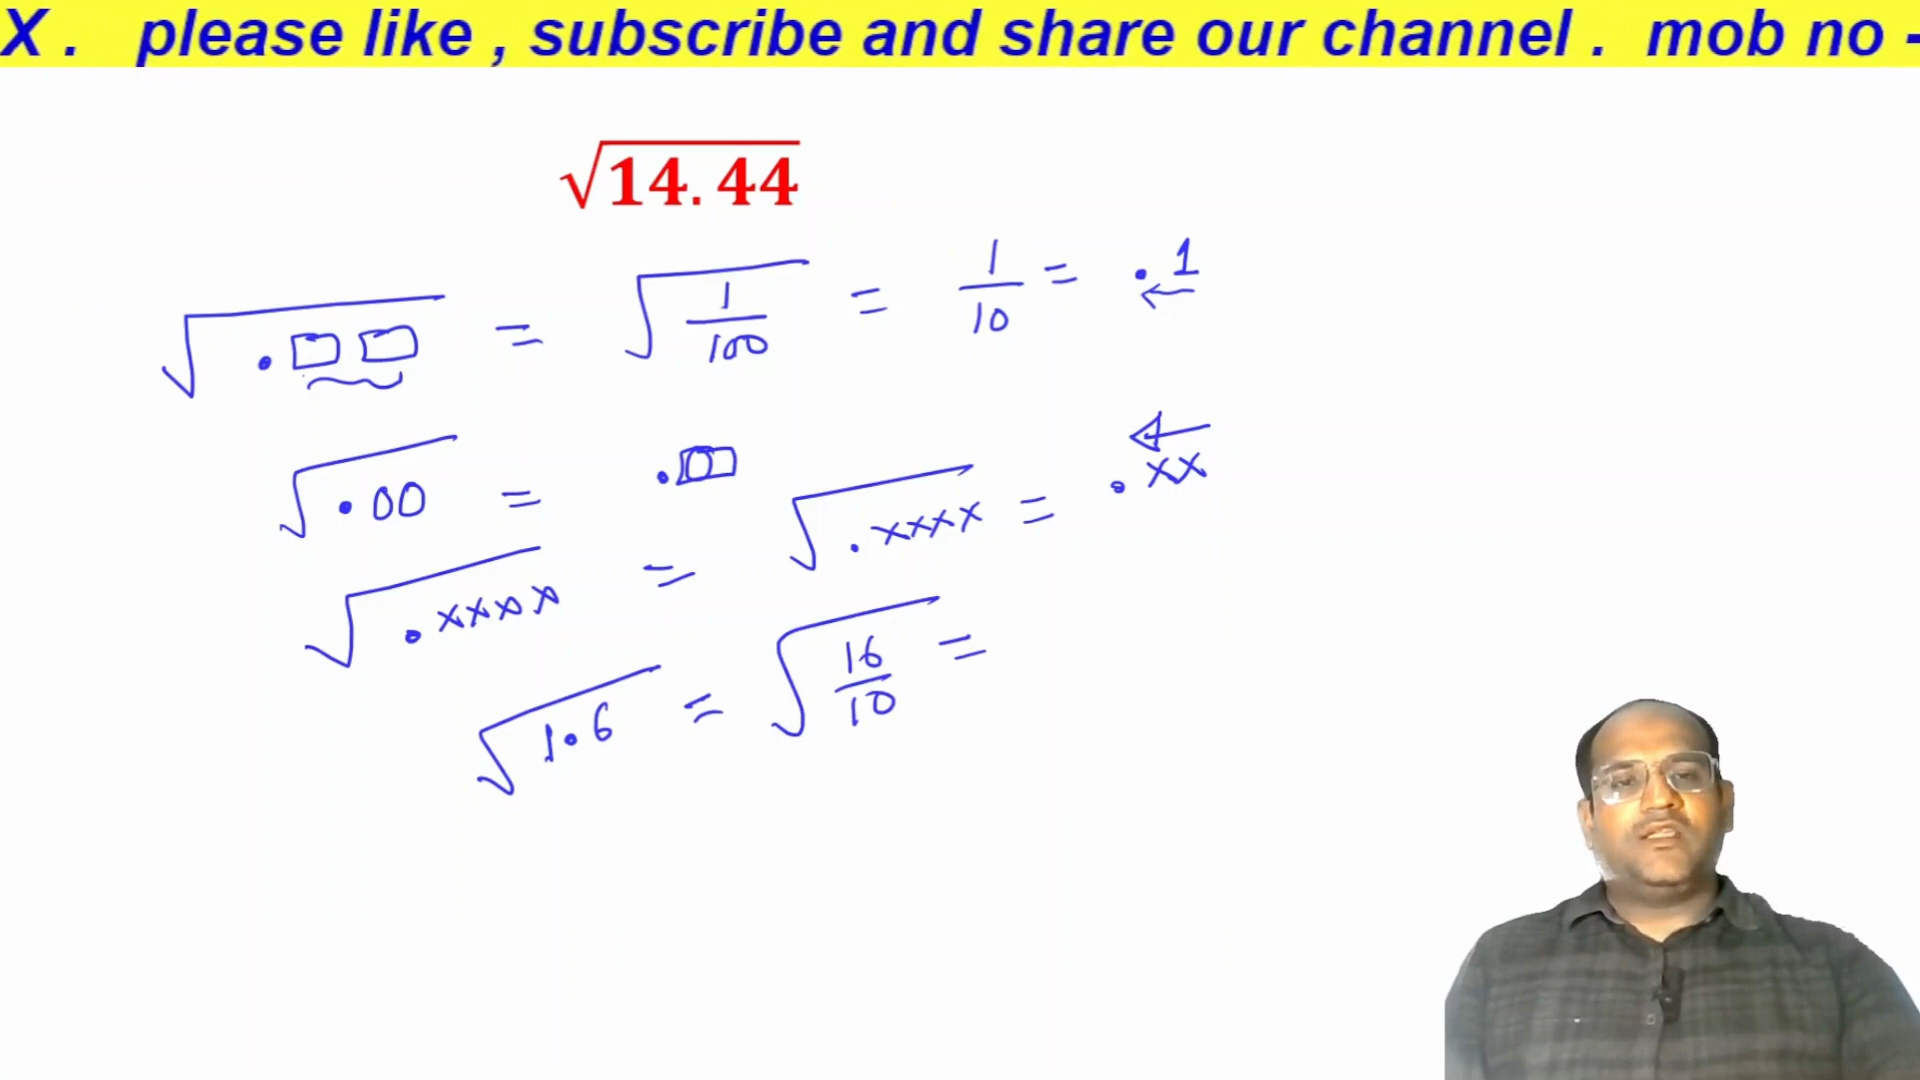 X . please like , subscribe and share our channel . mob no -
√14.44
√.□□ = √1/100 = 1/10 = .1
√.00 = .□
√.xxxx = √.xxxx = .xx
√1.6 = √16/10 =